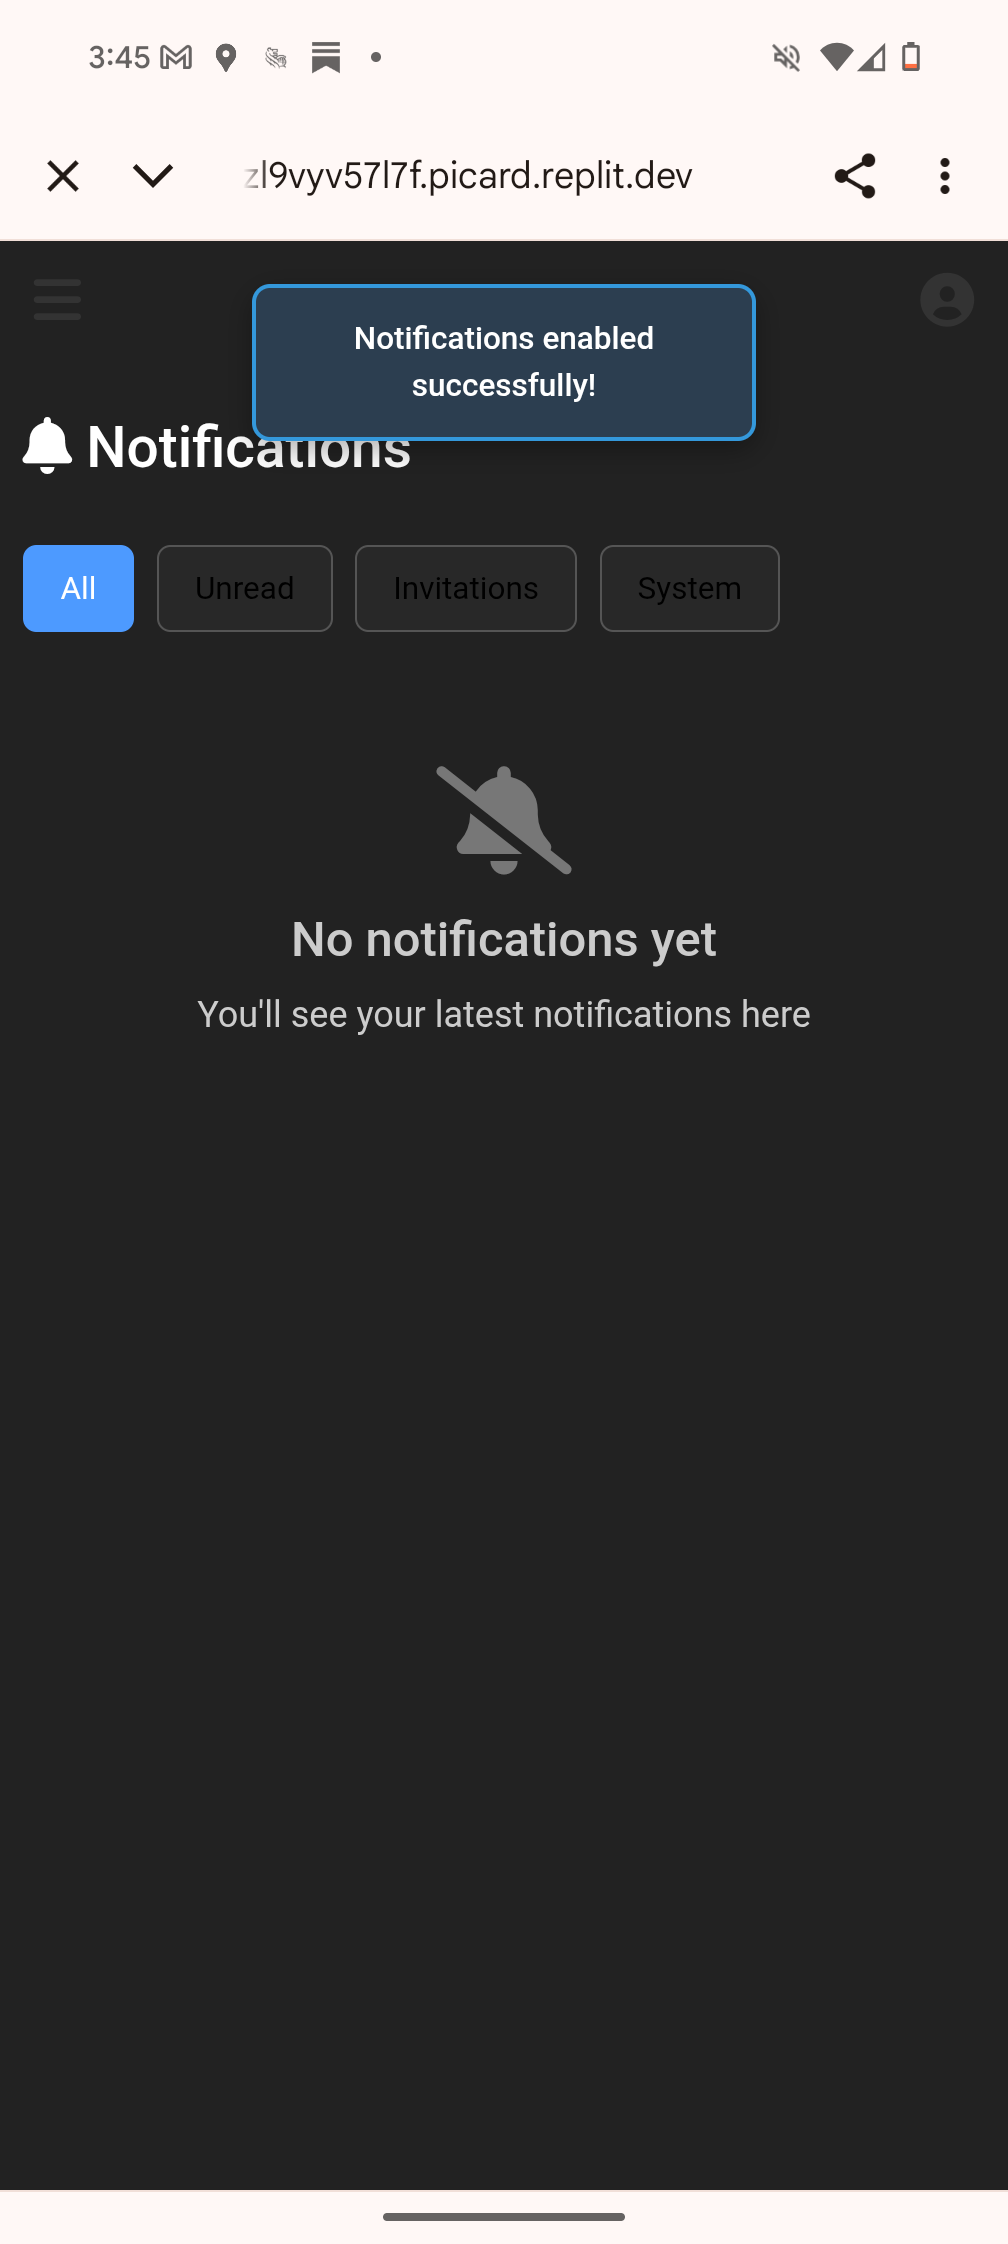 3:45
zl9vyv57l7f.picard.replit.dev
Notifications enabled
successfully!
Notifications
All
Unread
Invitations
System
No notifications yet
You'll see your latest notifications here